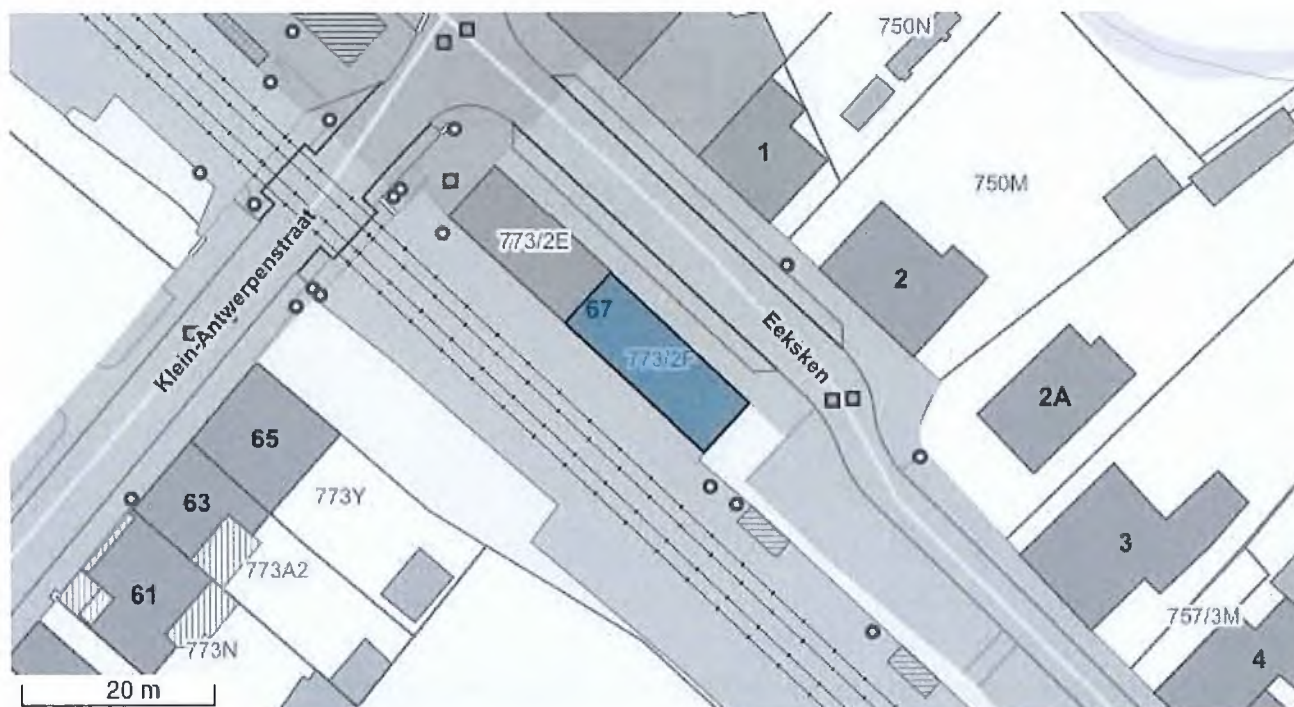 750N
1
750M
773/2E
2
67
Klein-Antwerpenstraat
Eeksken
773/2F
2A
65
63
773Y
3
773A2
61
757/3M
773N
4
20 m